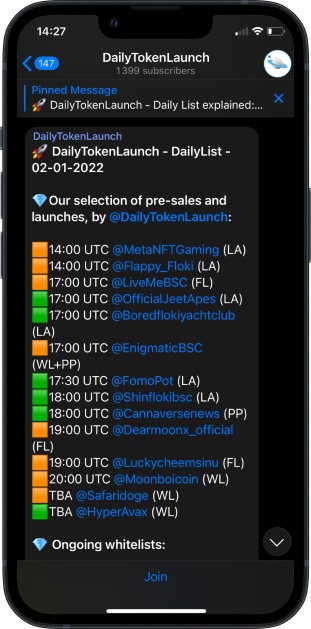 14:27
147
DailyTokenLaunch
1 399 subscribers
Pinned Message
🚀 DailyTokenLaunch - Daily List explained:...
DailyTokenLaunch
🚀 DailyTokenLaunch - DailyList -
02-01-2022
💎Our selection of pre-sales and
launches, by @DailyTokenLaunch:
🟧14:00 UTC @MetaNFTGaming (LA)
🟧14:00 UTC @Flappy_Floki (LA)
🟧17:00 UTC @LiveMeBSC (FL)
🟩17:00 UTC @OfficialJeetApes (LA)
🟩17:00 UTC @Boredflokiyachtclub
(LA)
🟧17:00 UTC @EnigmaticBSC
(WL+PP)
🟩17:30 UTC @FomoPot (LA)
🟩18:00 UTC @Shinflokibsc (LA)
🟩18:00 UTC @Cannaversenews (PP)
🟧19:00 UTC @Dearmoonx_official
(FL)
🟧19:00 UTC @Luckycheemsinu (FL)
🟧20:00 UTC @Moonboicoin (WL)
🟧TBA @Safaridoge (WL)
🟩TBA @HyperAvax (WL)
💎 Ongoing whitelists:
Join